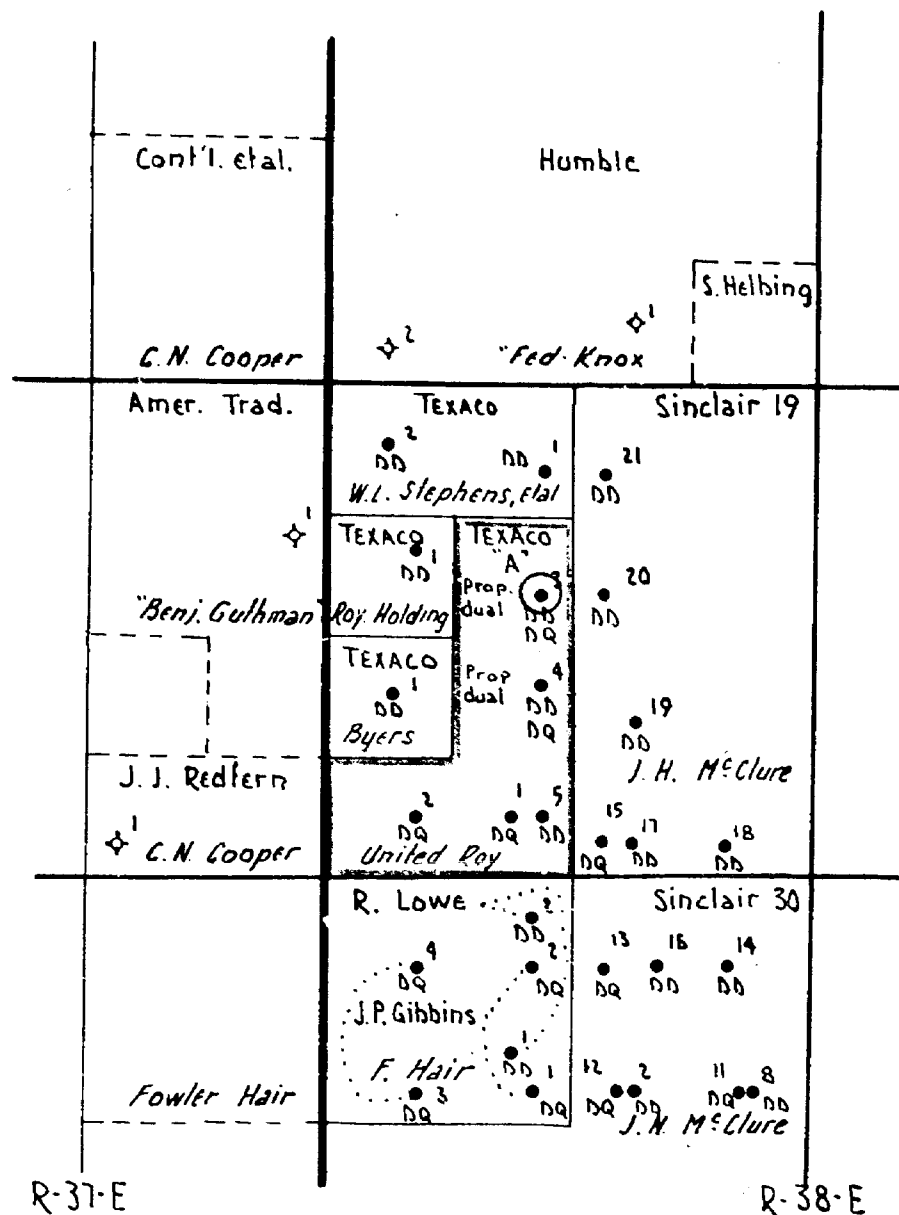 Cont'l. etal.
Humble
S. Helbing
1
2
C.N. Cooper
"Fed-Knox
Amer. Trad.
TEXACO
Sinclair 19
2
DD
DD
1
21
DD
W.L. Stephens, Etal
1
TEXACO
1
DD
TEXACO
"A"
Prop.
dual
3
DD
DQ
20
DD
"Benj. Guthman"
Roy. Holding
TEXACO
1
DD
Byers
Prop
dual
4
DD
DQ
19
DD
J. H. McClure
J. J. Redfern
1
C.N. Cooper
2
DQ
1
DQ
5
DD
15
DQ
17
DD
18
DD
United Roy
R. Lowe
Sinclair 30
2
DD
4
DQ
2
DQ
13
DQ
16
DD
14
DD
J.P. Gibbins
1
DD
F. Hair
Fowler Hair
3
DQ
1
DQ
12
DQ
2
DQ
11
DQ
8
DD
J.H. McClure
R-37-E
R-38-E